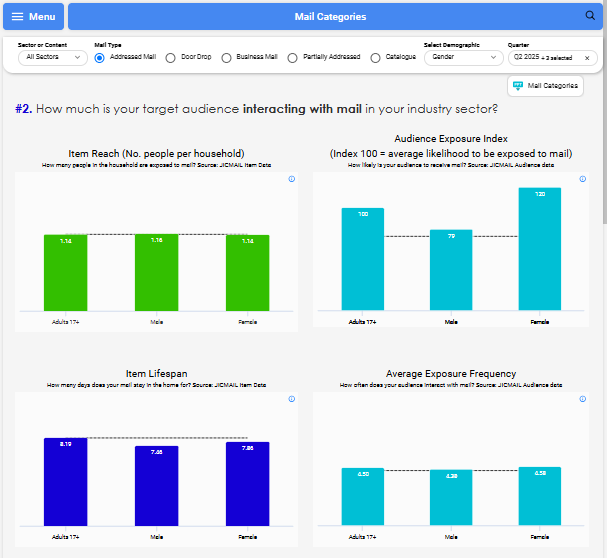 Menu
Mail Categories
Sector or Content
All Sectors
Mail Type
Addressed Mail
Door Drop
Business Mail
Partially Addressed
Catalogue
Select Demographic
Gender
Quarter
Q2 2025 + 3 selected ×
Mail Categories
#2. How much is your target audience interacting with mail in your industry sector?
Item Reach (No. people per household)
How many people in the household are exposed to mail? Source: JICMAIL Item Data
1.14
1.16
1.14
Adults 17+
Male
Female
Audience Exposure Index
(Index 100 = average likelihood to be exposed to mail)
How likely is your audience to receive mail? Source: JICMAIL Audience data
100
79
120
Adults 17+
Male
Female
Item Lifespan
How many days does your mail stay in the home for? Source: JICMAIL Item Data
8.19
7.46
7.86
Adults 17+
Male
Female
Average Exposure Frequency
How often does your audience interact with mail? Source: JICMAIL Audience data
4.50
4.38
4.58
Adults 17+
Male
Female